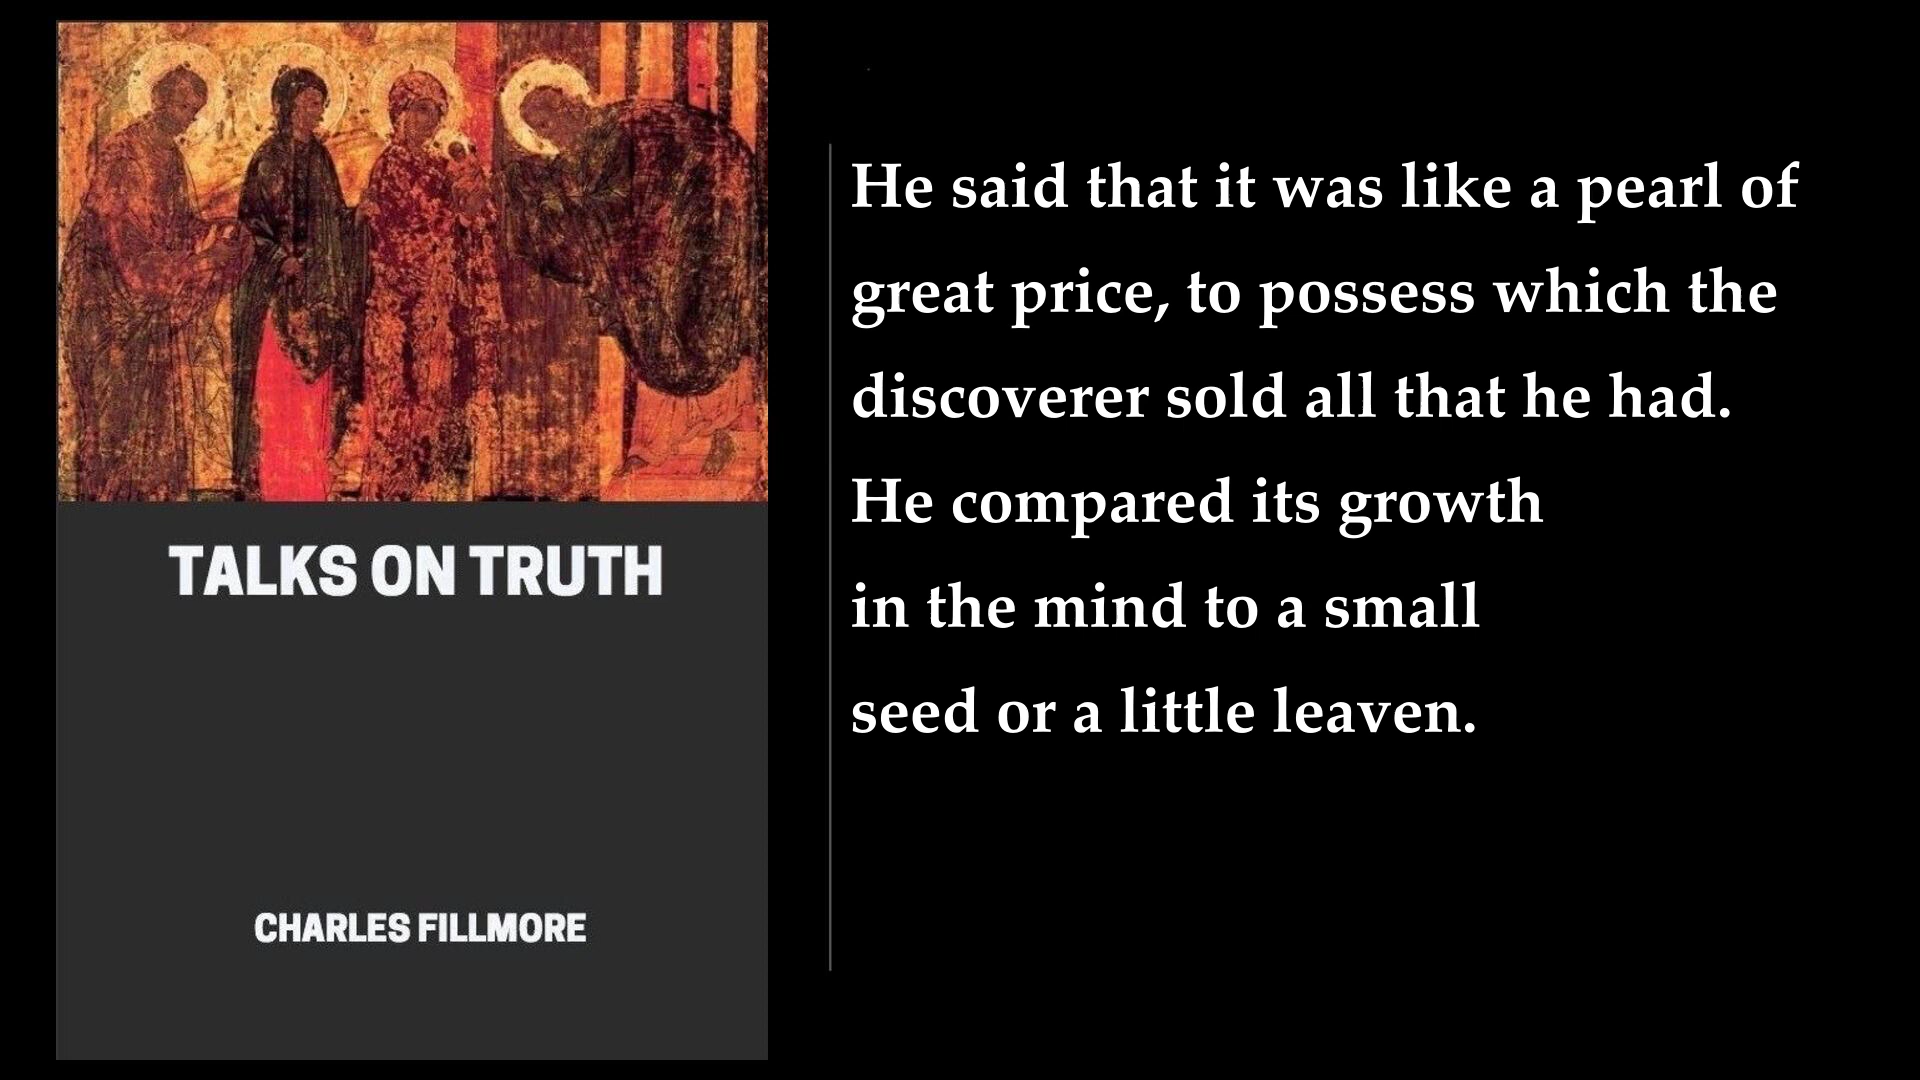 TALKS ON TRUTH
CHARLES FILLMORE
He said that it was like a pearl of
great price, to possess which the
discoverer sold all that he had.
He compared its growth
in the mind to a small
seed or a little leaven.